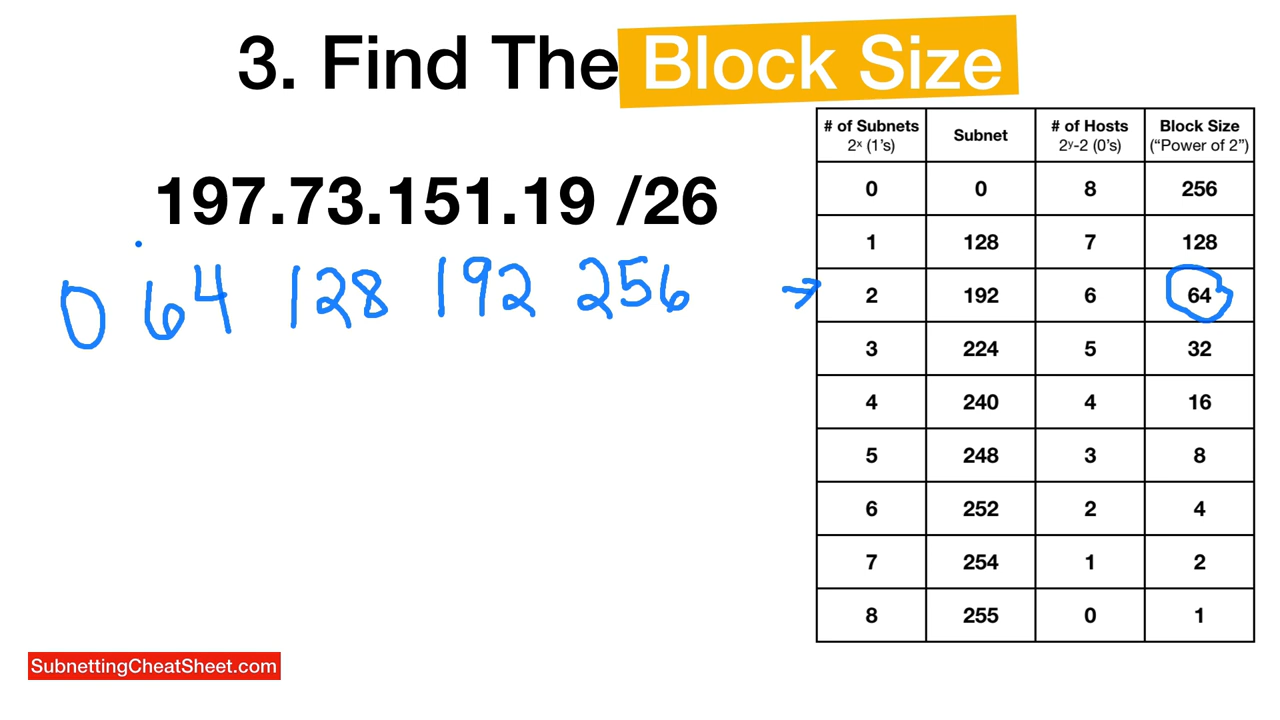 3. Find The Block Size
197.73.151.19 /26
0 64 128 192 256
# of Subnets Subnet # of Hosts Block Size
2ˣ (1's) 2ʸ-2 (0's) ("Power of 2")
0 0 8 256
1 128 7 128
→ 2 192 6 64
3 224 5 32
4 240 4 16
5 248 3 8
6 252 2 4
7 254 1 2
8 255 0 1
SubnettingCheatSheet.com